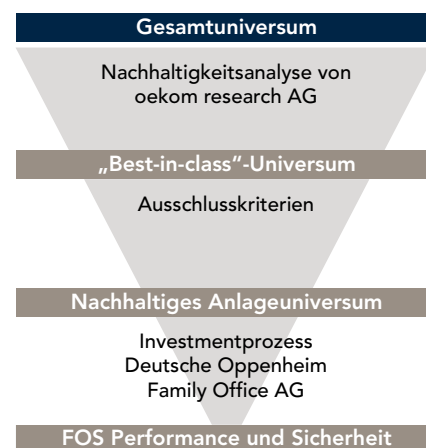 Gesamtuniversum
Nachhaltigkeitsanalyse von
oekom research AG
„Best-in-class“-Universum
Ausschlusskriterien
Nachhaltiges Anlageuniversum
Investmentprozess
Deutsche Oppenheim
Family Office AG
FOS Performance und Sicherheit